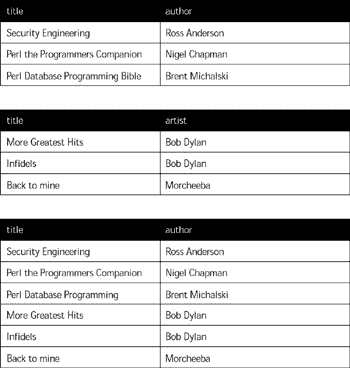 title author
Security Engineering Ross Anderson
Perl the Programmers Companion Nigel Chapman
Perl Database Programming Bible Brent Michalski
title artist
More Greatest Hits Bob Dylan
Infidels Bob Dylan
Back to mine Morcheeba
title author
Security Engineering Ross Anderson
Perl the Programmers Companion Nigel Chapman
Perl Database Programming Brent Michalski
More Greatest Hits Bob Dylan
Infidels Bob Dylan
Back to mine Morcheeba